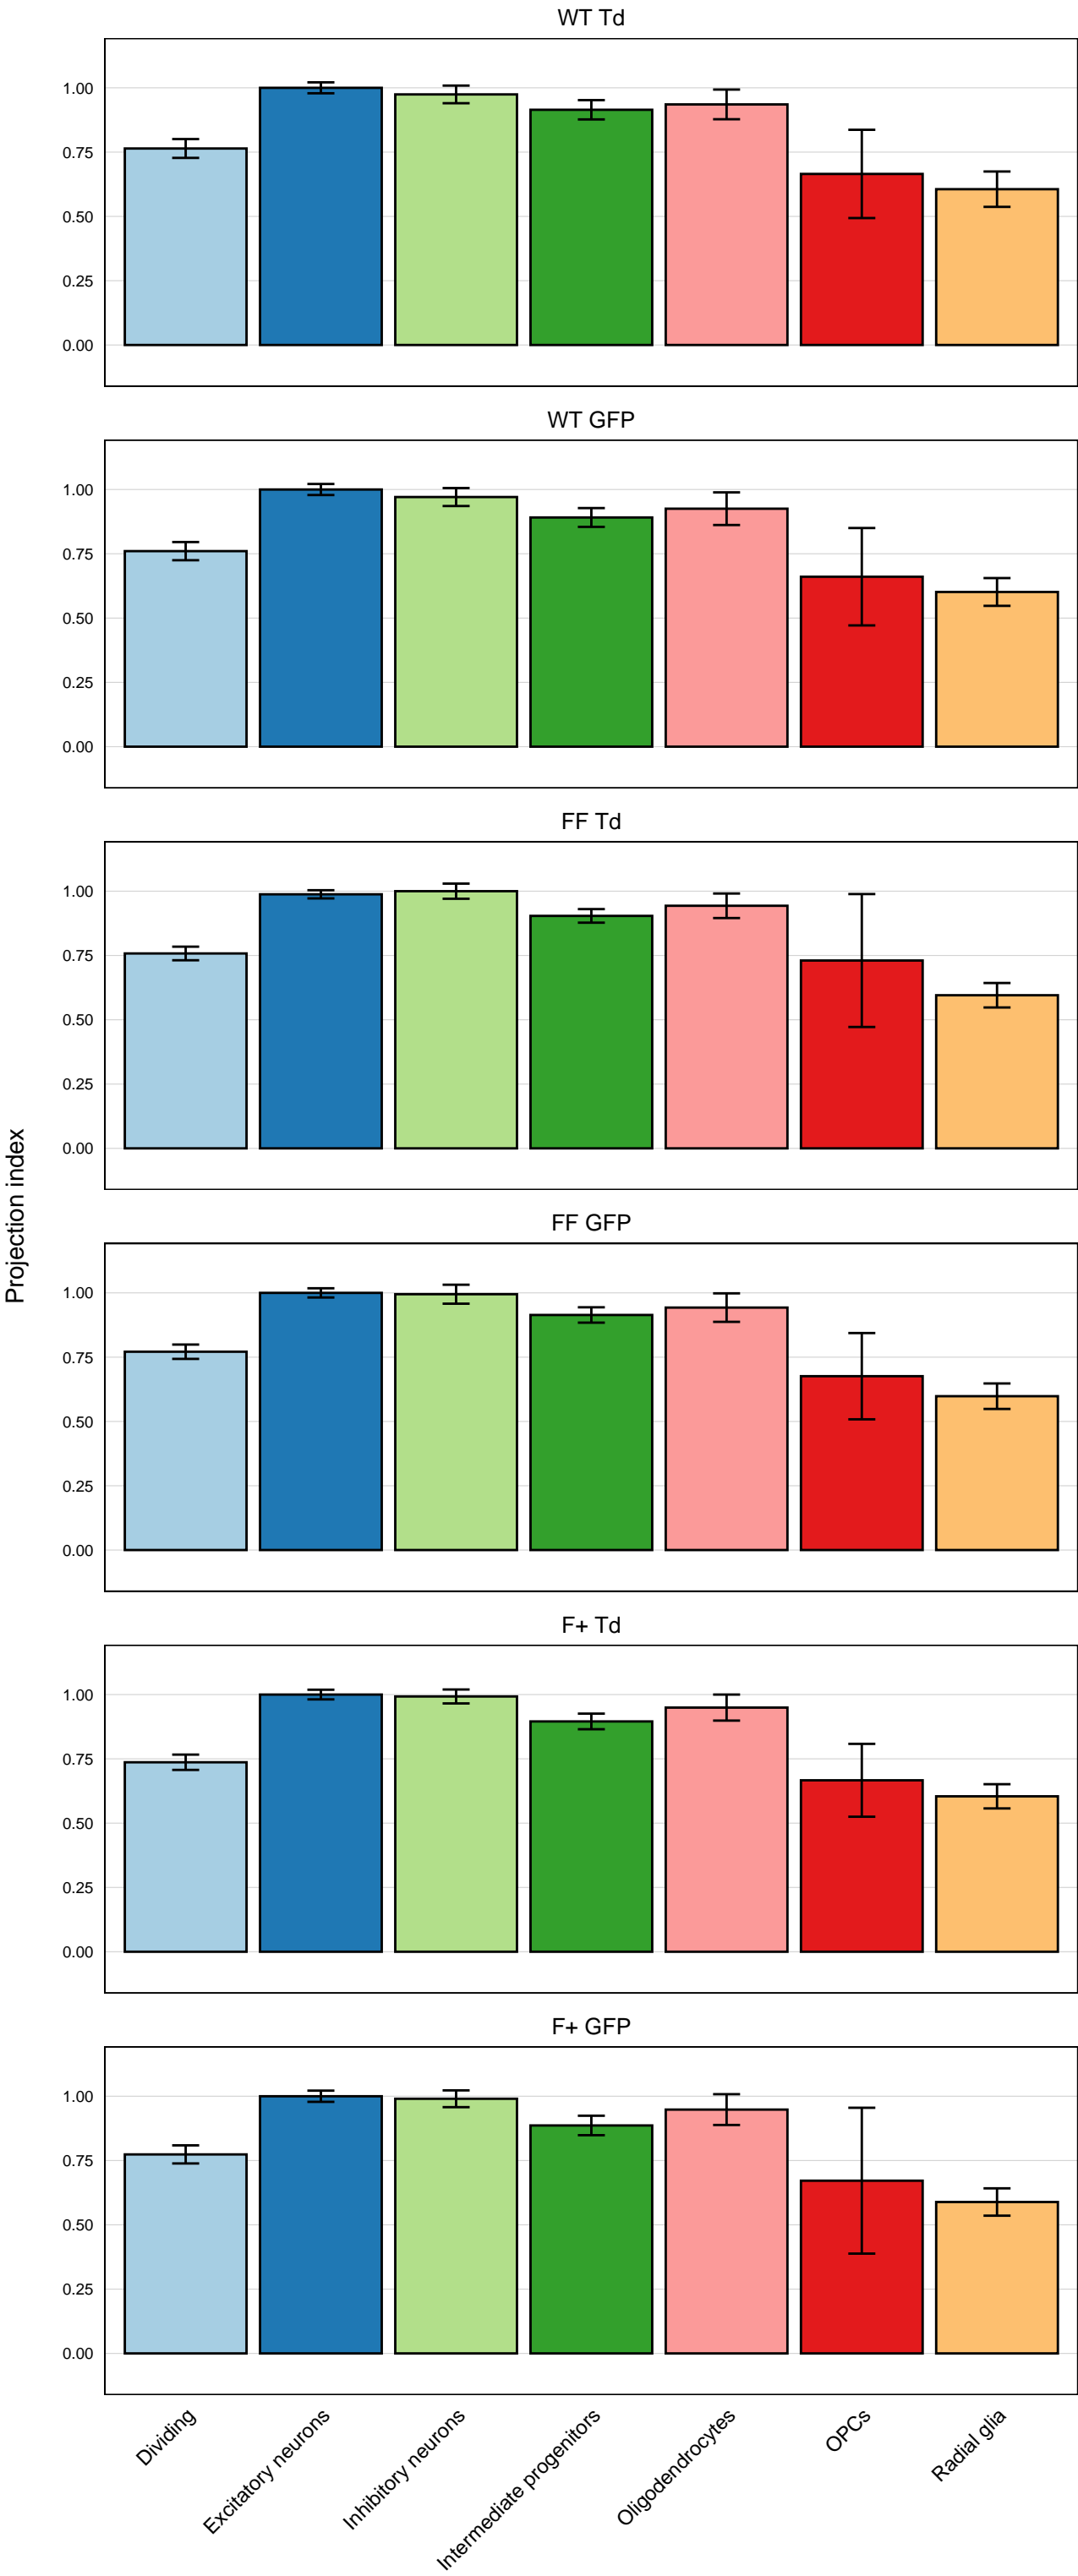 WT Td
1.00
0.75
0.50
0.25
0.00
WT GFP
1.00
0.75
0.50
0.25
0.00
FF Td
1.00
0.75
0.50
0.25
0.00
Projection index
FF GFP
1.00
0.75
0.50
0.25
0.00
F+ Td
1.00
0.75
0.50
0.25
0.00
F+ GFP
1.00
0.75
0.50
0.25
0.00
Dividing
Excitatory neurons
Inhibitory neurons
Intermediate progenitors
Oligodendrocytes
OPCs
Radial glia